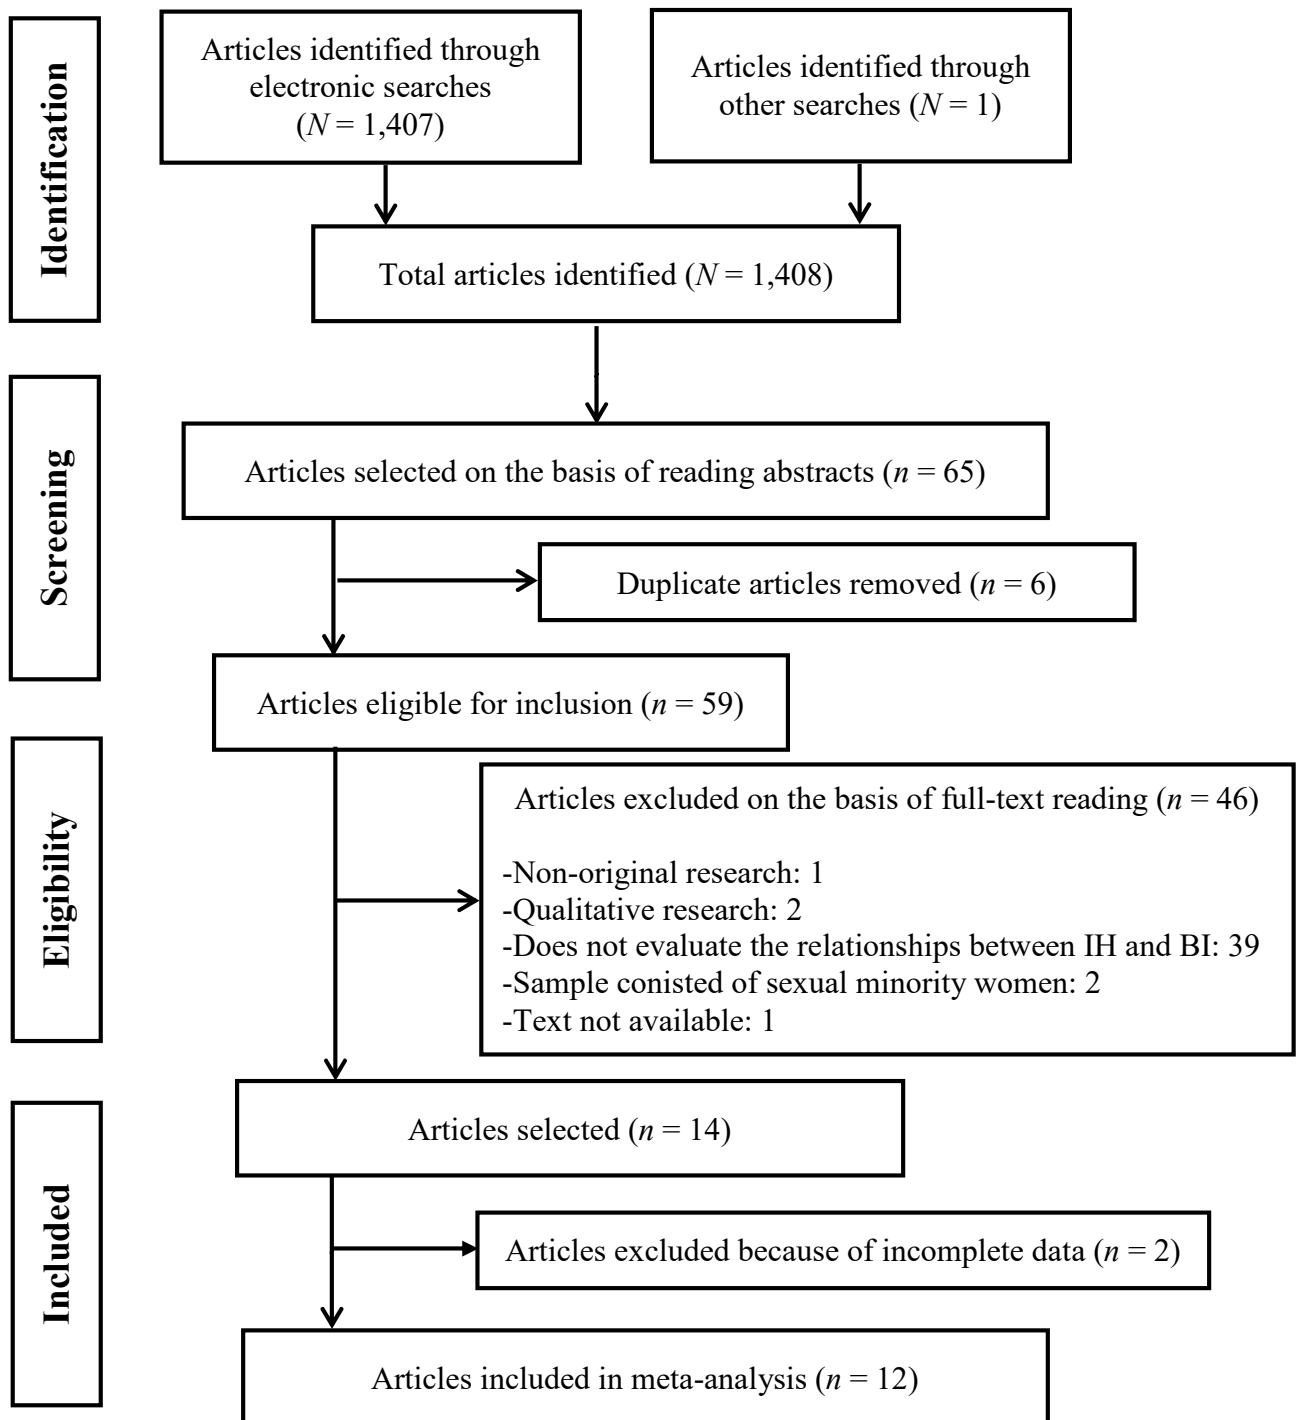 Identification
Articles identified through
electronic searches
(N = 1,407)
Articles identified through
other searches (N = 1)
Total articles identified (N = 1,408)
Screening
Articles selected on the basis of reading abstracts (n = 65)
Duplicate articles removed (n = 6)
Articles eligible for inclusion (n = 59)
Eligibility
Articles excluded on the basis of full-text reading (n = 46)
-Non-original research: 1
-Qualitative research: 2
-Does not evaluate the relationships between IH and BI: 39
-Sample conisted of sexual minority women: 2
-Text not available: 1
Included
Articles selected (n = 14)
Articles excluded because of incomplete data (n = 2)
Articles included in meta-analysis (n = 12)